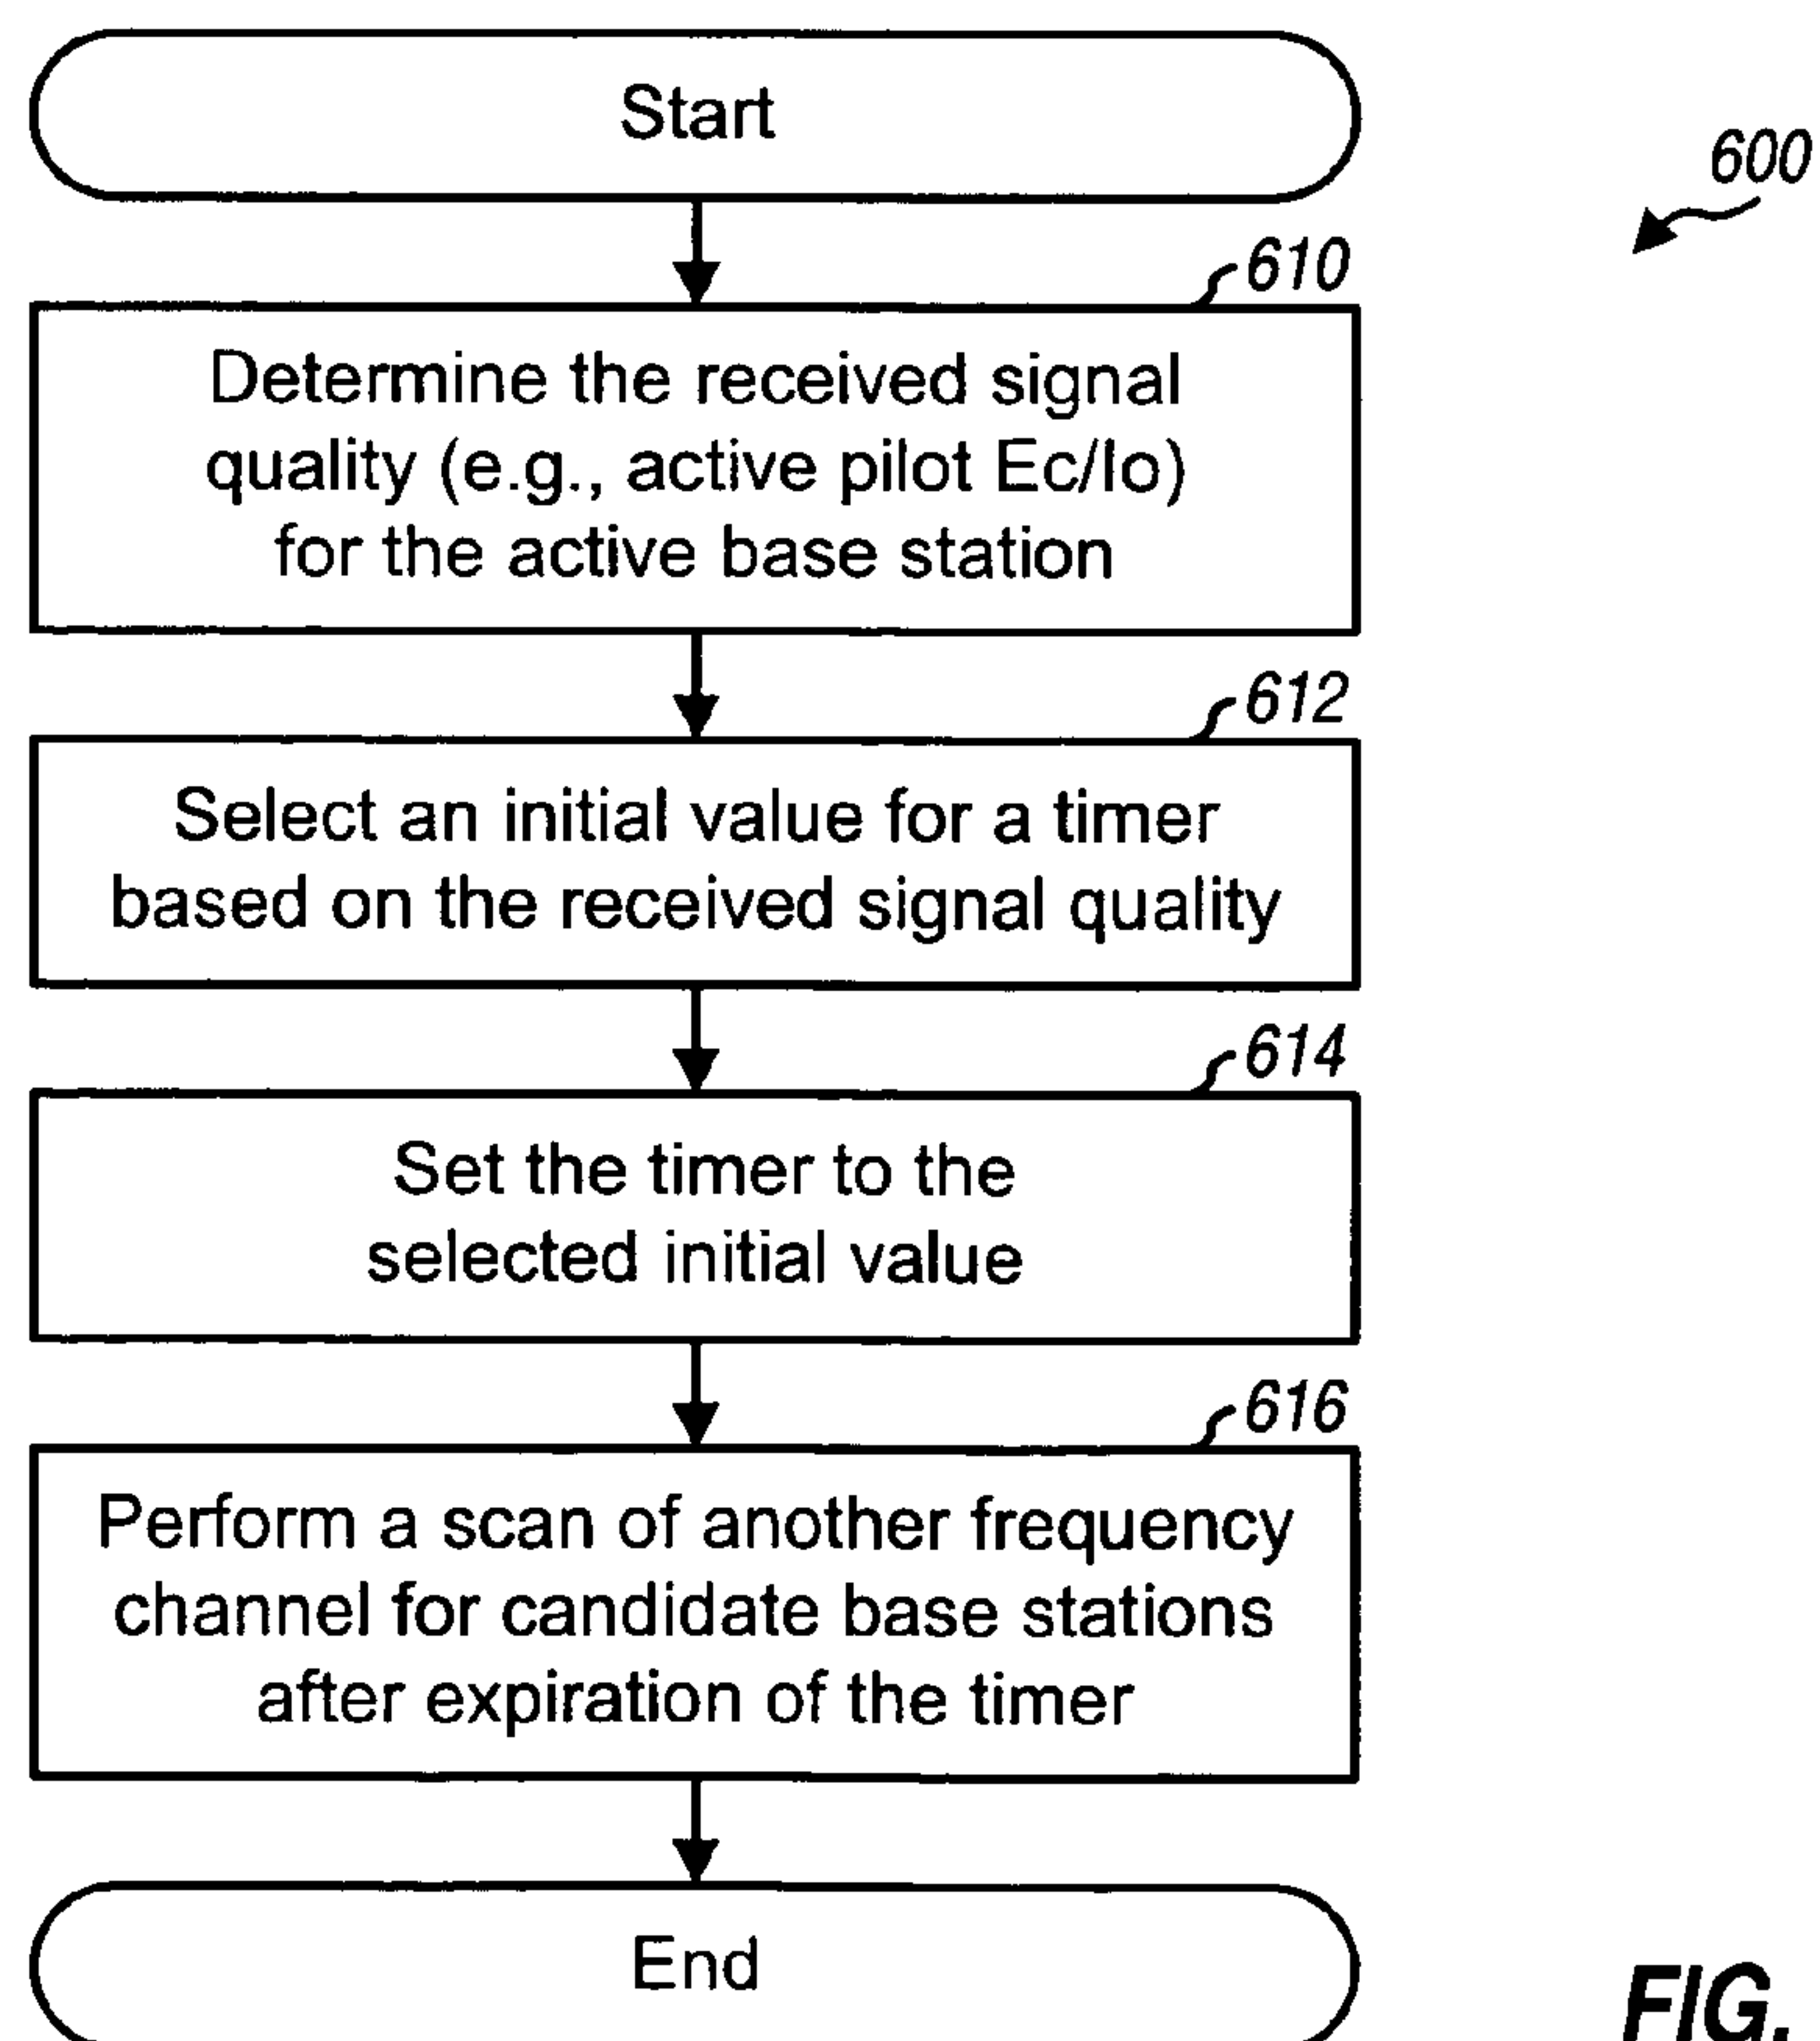 Start
600
610
Determine the received signal
quality (e.g., active pilot Ec/Io)
for the active base station
612
Select an initial value for a timer
based on the received signal quality
614
Set the timer to the
selected initial value
616
Perform a scan of another frequency
channel for candidate base stations
after expiration of the timer
End
FIG.